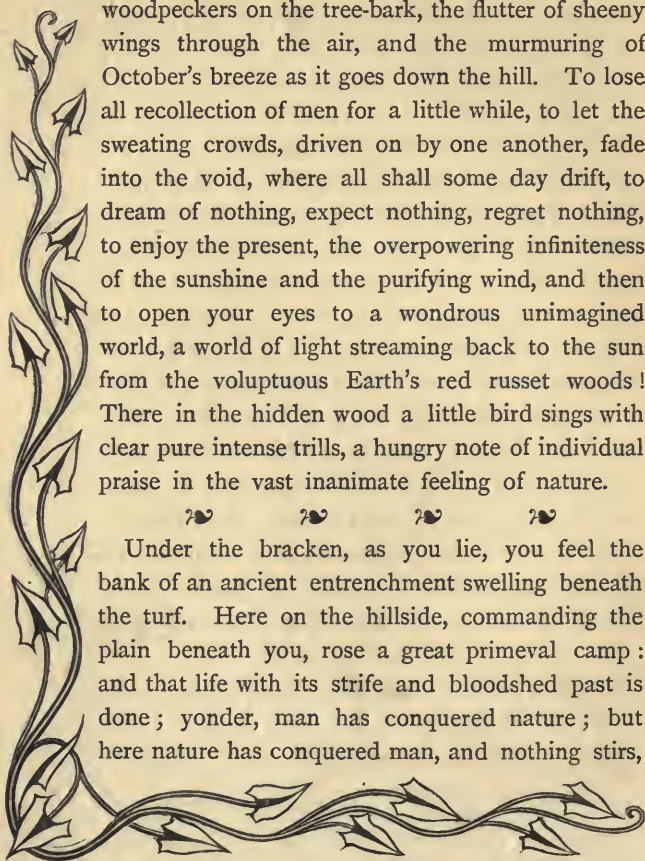 woodpeckers on the tree-bark, the flutter of sheeny
wings through the air, and the murmuring of
October's breeze as it goes down the hill. To lose
all recollection of men for a little while, to let the
sweating crowds, driven on by one another, fade
into the void, where all shall some day drift, to
dream of nothing, expect nothing, regret nothing,
to enjoy the present, the overpowering infiniteness
of the sunshine and the purifying wind, and then
to open your eyes to a wondrous unimagined
world, a world of light streaming back to the sun
from the voluptuous Earth's red russet woods!
There in the hidden wood a little bird sings with
clear pure intense trills, a hungry note of individual
praise in the vast inanimate feeling of nature.
Under the bracken, as you lie, you feel the
bank of an ancient entrenchment swelling beneath
the turf. Here on the hillside, commanding the
plain beneath you, rose a great primeval camp:
and that life with its strife and bloodshed past is
done; yonder, man has conquered nature; but
here nature has conquered man, and nothing stirs,